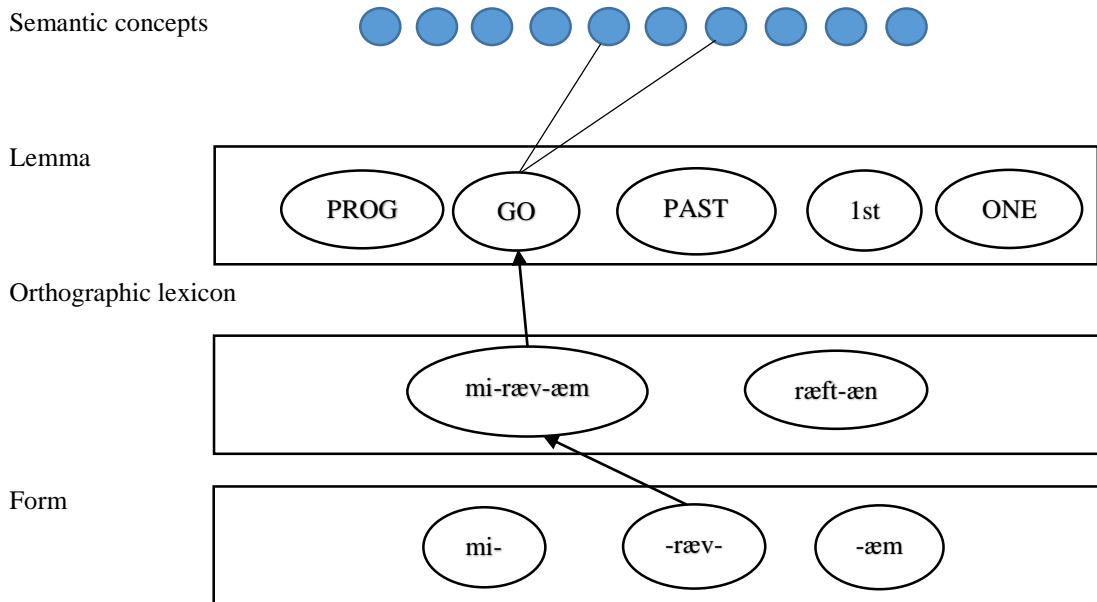 Semantic concepts
Lemma
PROG GO PAST 1st ONE
Orthographic lexicon
mi-ræv-æm ræft-æn
Form
mi- -ræv- -æm